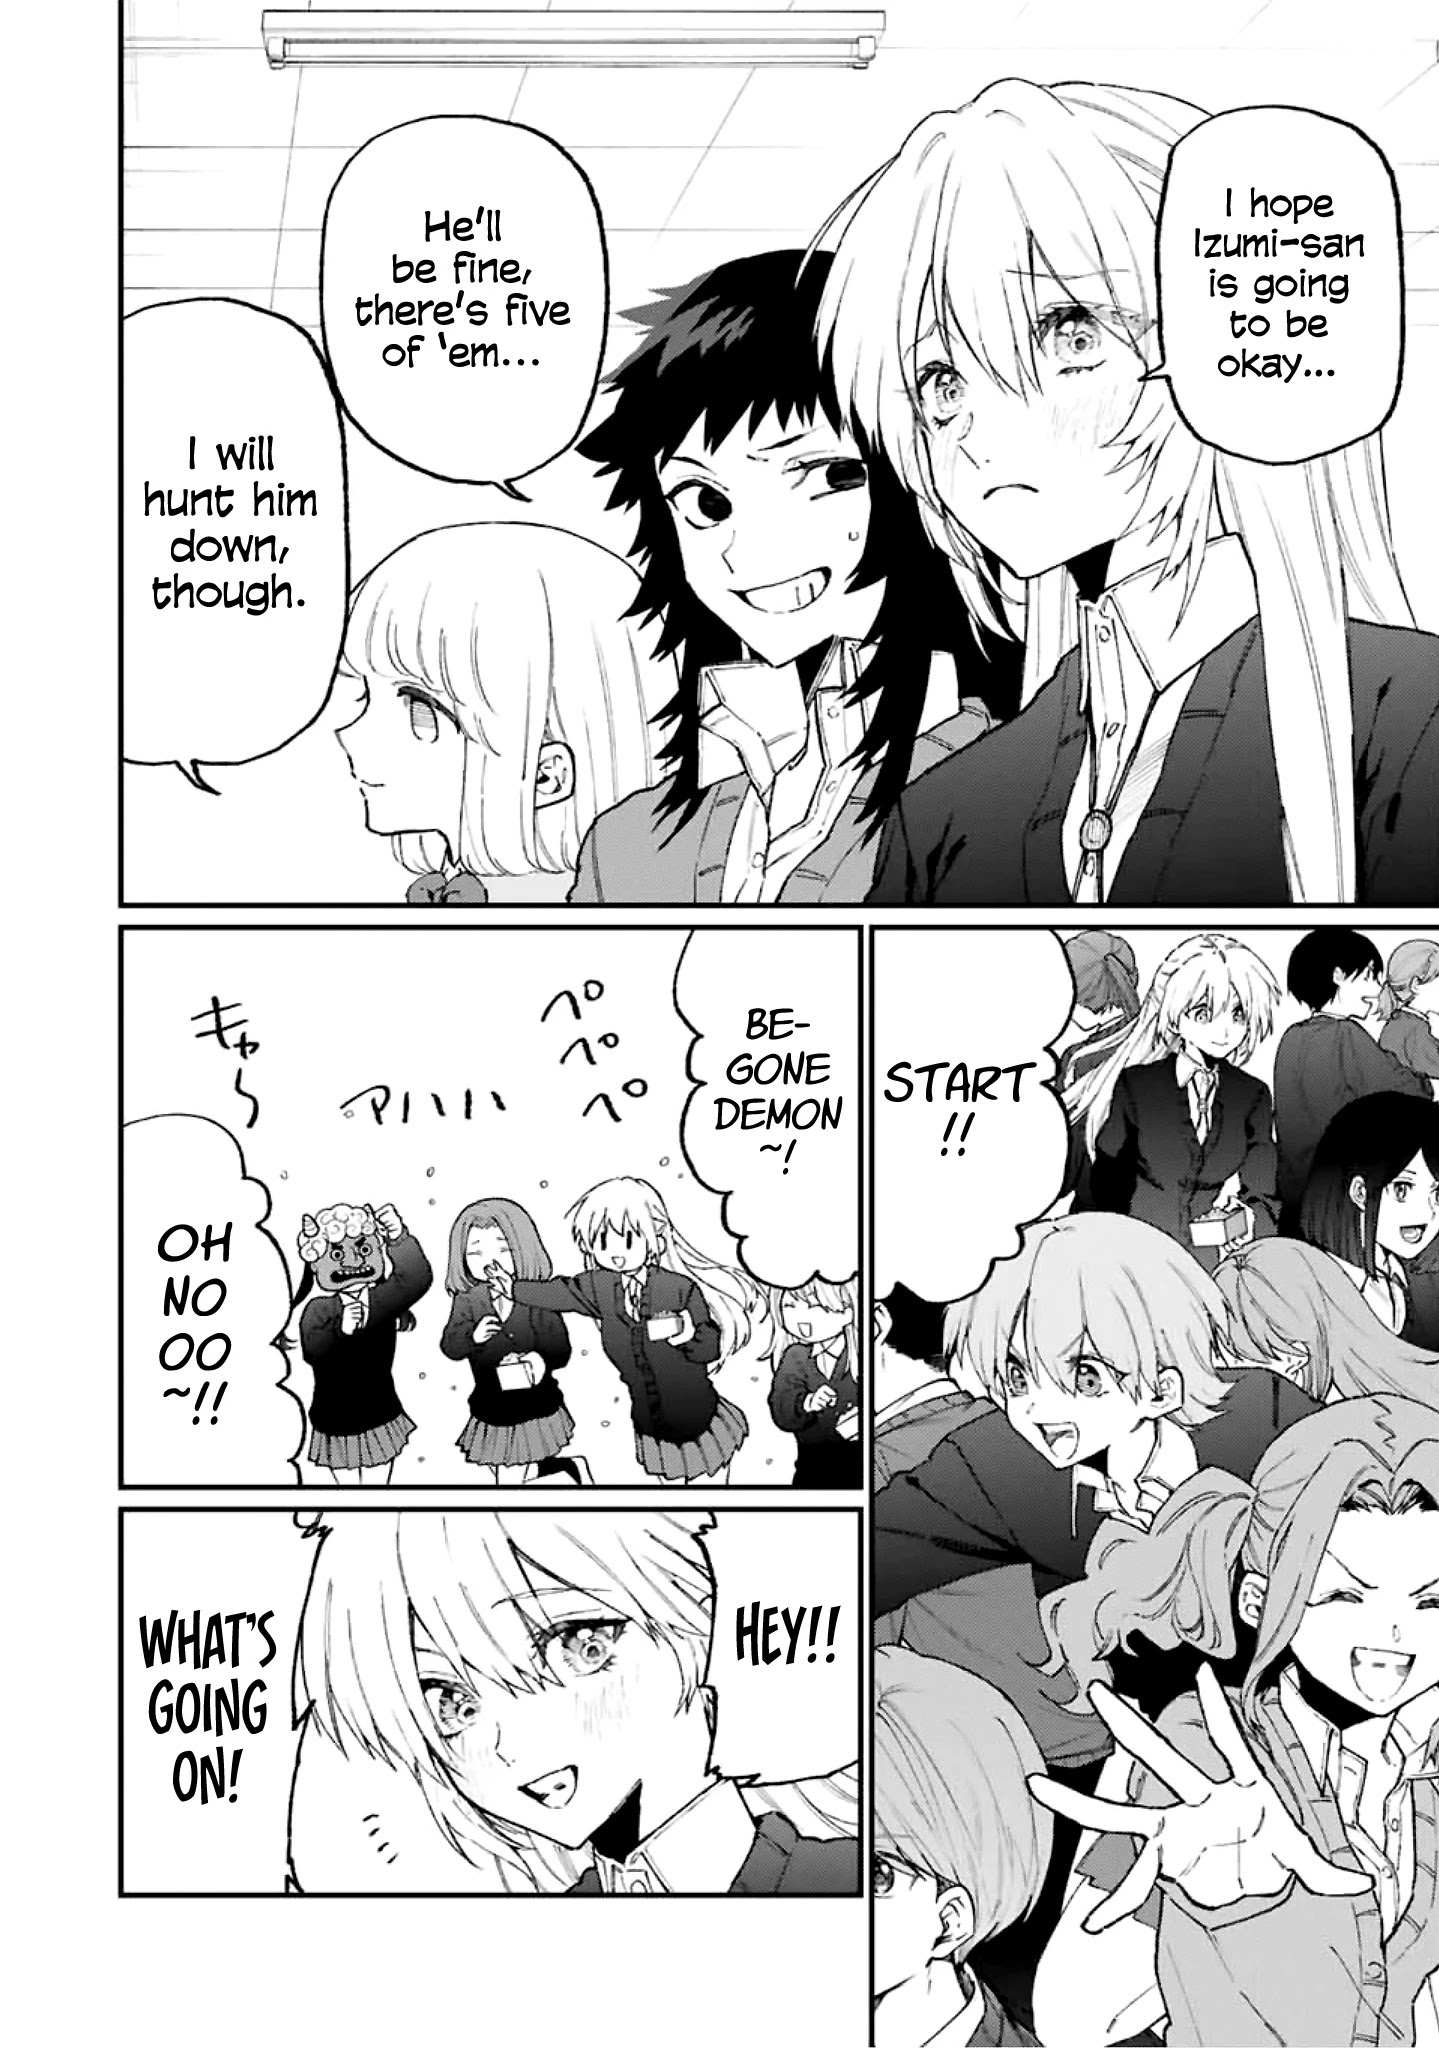 I hope
Izumi-san
is going
to be
okay...
He'll
be fine,
there's five
of 'em...
I will
hunt him
down,
though.
START
!!
BE-
GONE
DEMON
~!
ペ
ペ
ペ
アハハハ
キャ〜
OH
NO
OO
~!!
HEY!!
WHAT'S
GOING
ON!